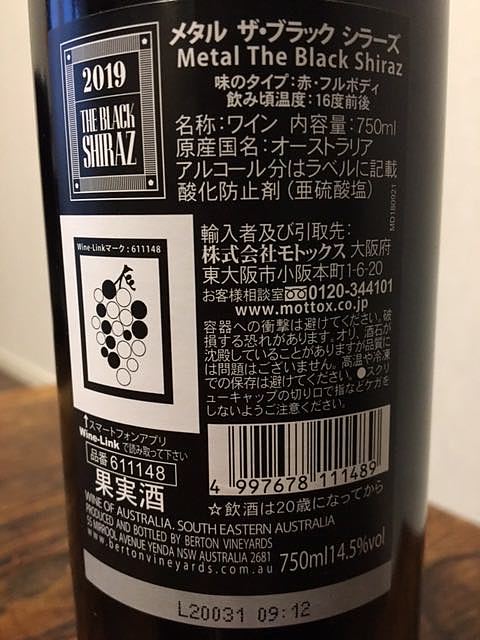 メタル ザ・ブラック シラーズ
Metal The Black Shiraz
味のタイプ:赤・フルボディ
飲み頃温度:16度前後
2019
THE BLACK
SHIRAZ
名称:ワイン 内容量:750ml
原産国名:オーストラリア
アルコール分はラベルに記載
酸化防止剤(亜硫酸塩)
MD180921
輸入者及び引取先:
株式会社モトックス 大阪府
東大阪市小阪本町1-6-20
お客様相談室 0120-344101
www.mottox.co.jp
容器への衝撃は避けてください。破
損する恐れがあります。オリ、酒石が
沈殿していることがありますが品質に
は問題はございません。高温や冷凍
での保存は避けてください。●スクリ
ューキャップの切り口で指などケガを
しないようご注意ください。
Wine-Linkマーク:611148
↑スマートフォンアプリ
Wine-Linkで読み取って下さい
品番 611148
果実酒
4 997678 111489
☆飲酒は20歳になってから
WINE OF AUSTRALIA. SOUTH EASTERN AUSTRALIA
PRODUCED AND BOTTLED BY BERTON VINEYARDS
55 MIRROOL AVENUE YENDA NSW AUSTRALIA 2681
www.bertonvineyards.com.au
750ml14.5%vol
L20031 09:12